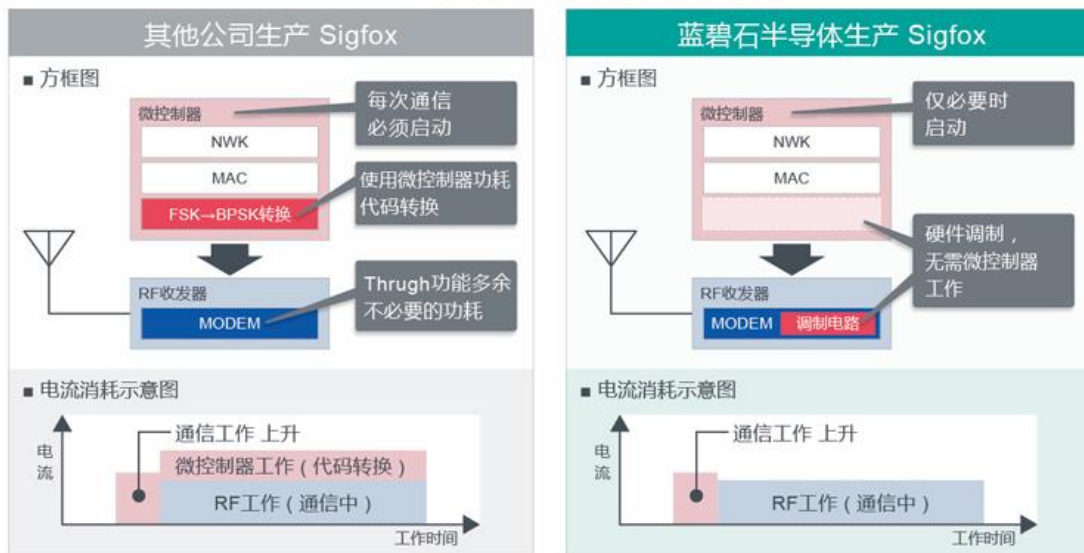 其他公司生产 Sigfox
■ 方框图
微控制器
每次通信
必须启动
NWK
MAC
使用微控制器功耗
代码转换
FSK→BPSK转换
RF收发器
Thrugh功能多余
不必要的功耗
MODEM
■ 电流消耗示意图
电
流
通信工作 上升
微控制器工作 ( 代码转换 )
RF工作 ( 通信中 )
工作时间
蓝碧石半导体生产 Sigfox
■ 方框图
微控制器
仅必要时
启动
NWK
MAC
硬件调制，
无需微控制器
工作
RF收发器
MODEM 调制电路
■ 电流消耗示意图
电
流
通信工作 上升
RF工作 ( 通信中 )
工作时间